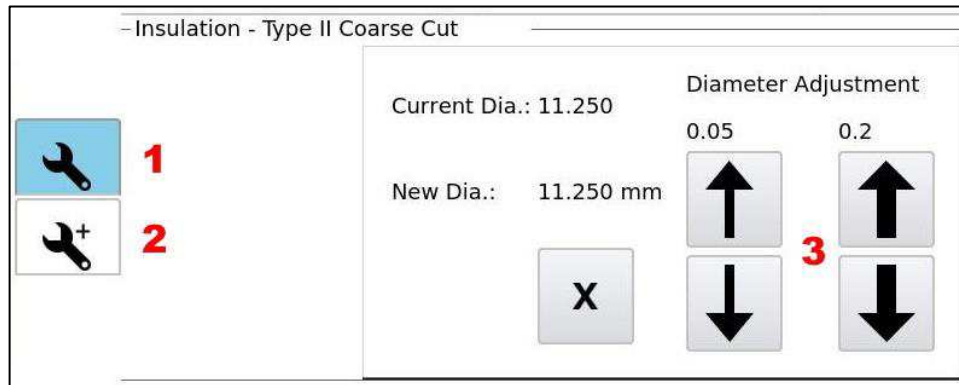 Insulation - Type II Coarse Cut
Diameter Adjustment
Current Dia.: 11.250
0.05 0.2
1
New Dia.: 11.250 mm
+
2
3
X